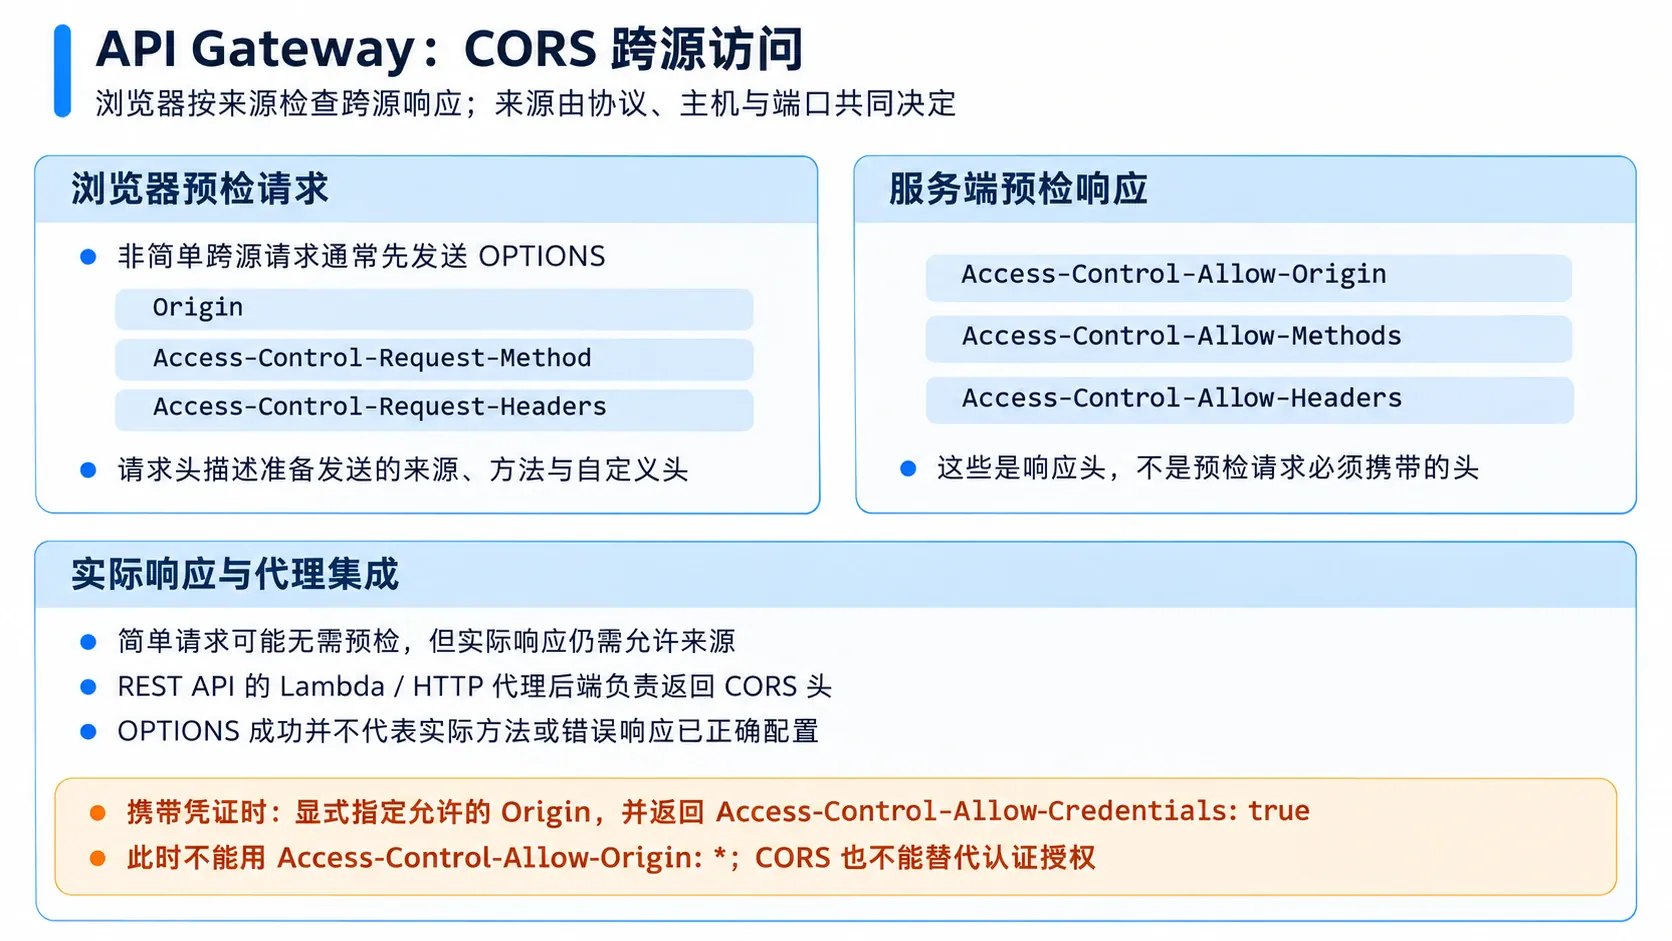 API Gateway：CORS 跨源访问
浏览器按来源检查跨源响应；来源由协议、主机与端口共同决定
浏览器预检请求
非简单跨源请求通常先发送 OPTIONS
Origin
Access-Control-Request-Method
Access-Control-Request-Headers
请求头描述准备发送的来源、方法与自定义头
服务端预检响应
Access-Control-Allow-Origin
Access-Control-Allow-Methods
Access-Control-Allow-Headers
这些是响应头，不是预检请求必须携带的头
实际响应与代理集成
简单请求可能无需预检，但实际响应仍需允许来源
REST API 的 Lambda / HTTP 代理后端负责返回 CORS 头
OPTIONS 成功并不代表实际方法或错误响应已正确配置
携带凭证时：显式指定允许的 Origin，并返回 Access-Control-Allow-Credentials: true
此时不能用 Access-Control-Allow-Origin: *；CORS 也不能替代认证授权